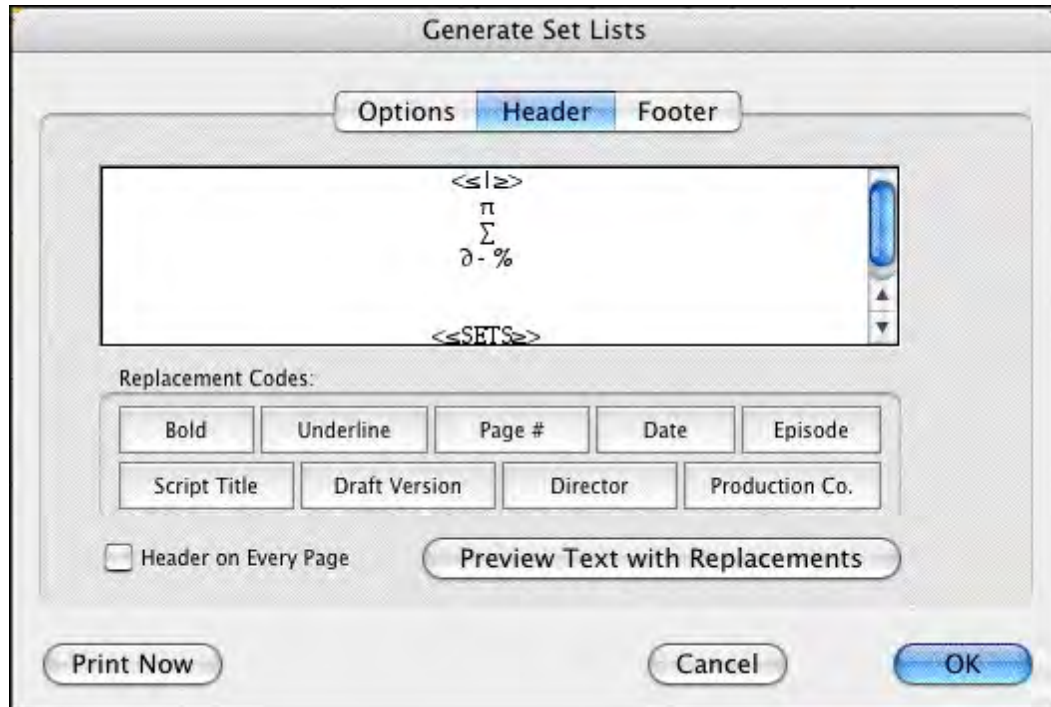 Generate Set Lists
Options Header Footer
<≤|≥>
π
Σ
∂-%
<≤SETS≥>
Replacement Codes:
Bold Underline Page # Date Episode
Script Title Draft Version Director Production Co.
Header on Every Page Preview Text with Replacements
Print Now Cancel OK